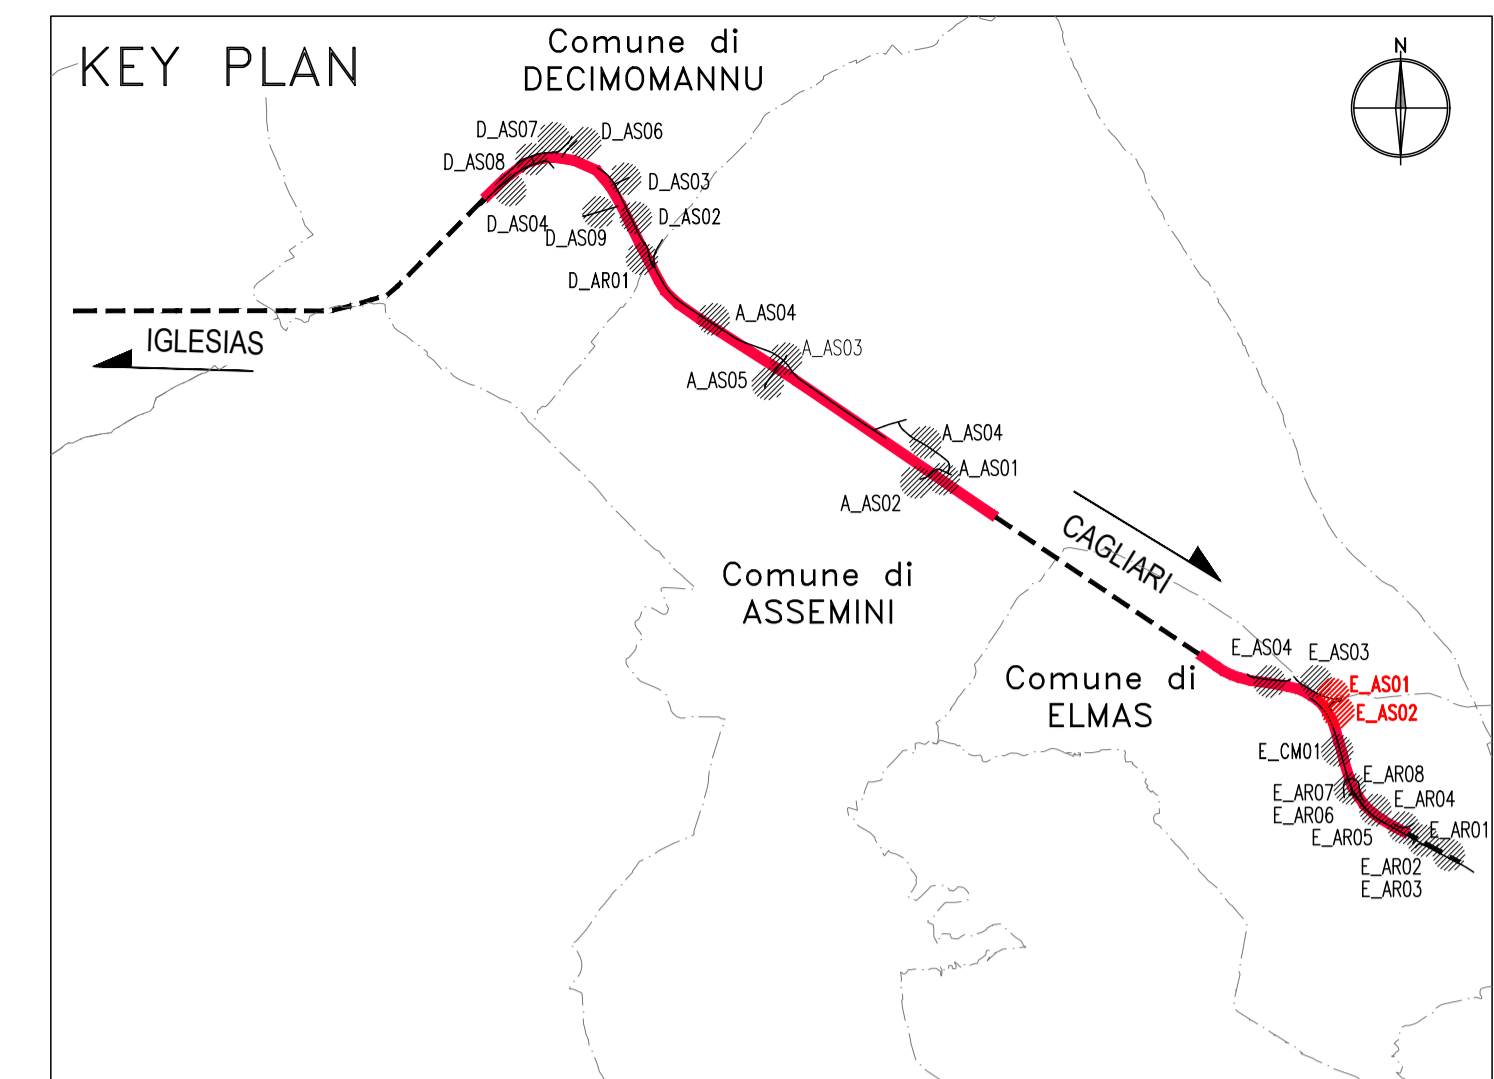 KEY PLAN
Comune di
DECIMOMANNU
N
D_AS07
D_AS06
D_AS08
D_AS03
D_AS04
D_AS02
D_AS09
D_AR01
A_AS04
IGLESIAS
A_AS03
A_AS05
A_AS04
A_AS01
A_AS02
CAGLIARI
Comune di
ASSEMINI
E_AS04
E_AS03
Comune di
ELMAS
E_AS01
E_AS02
E_CM01
E_AR08
E_AR07
E_AR04
E_AR06
E_AR05
E_AR01
E_AR02
E_AR03